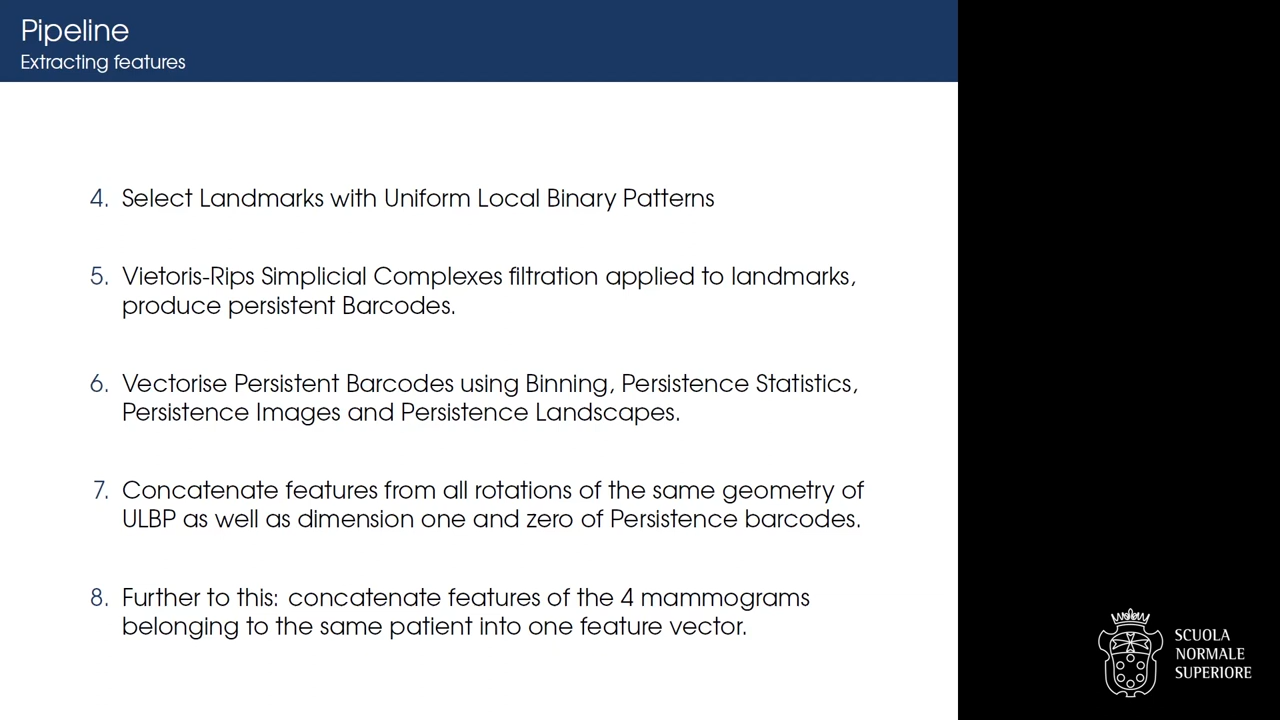 Pipeline
Extracting features
4. Select Landmarks with Uniform Local Binary Patterns
5. Vietoris-Rips Simplicial Complexes filtration applied to landmarks,
produce persistent Barcodes.
6. Vectorise Persistent Barcodes using Binning, Persistence Statistics,
Persistence Images and Persistence Landscapes.
7. Concatenate features from all rotations of the same geometry of
ULBP as well as dimension one and zero of Persistence barcodes.
8. Further to this: concatenate features of the 4 mammograms
belonging to the same patient into one feature vector.
SCUOLA
NORMALE
SUPERIORE